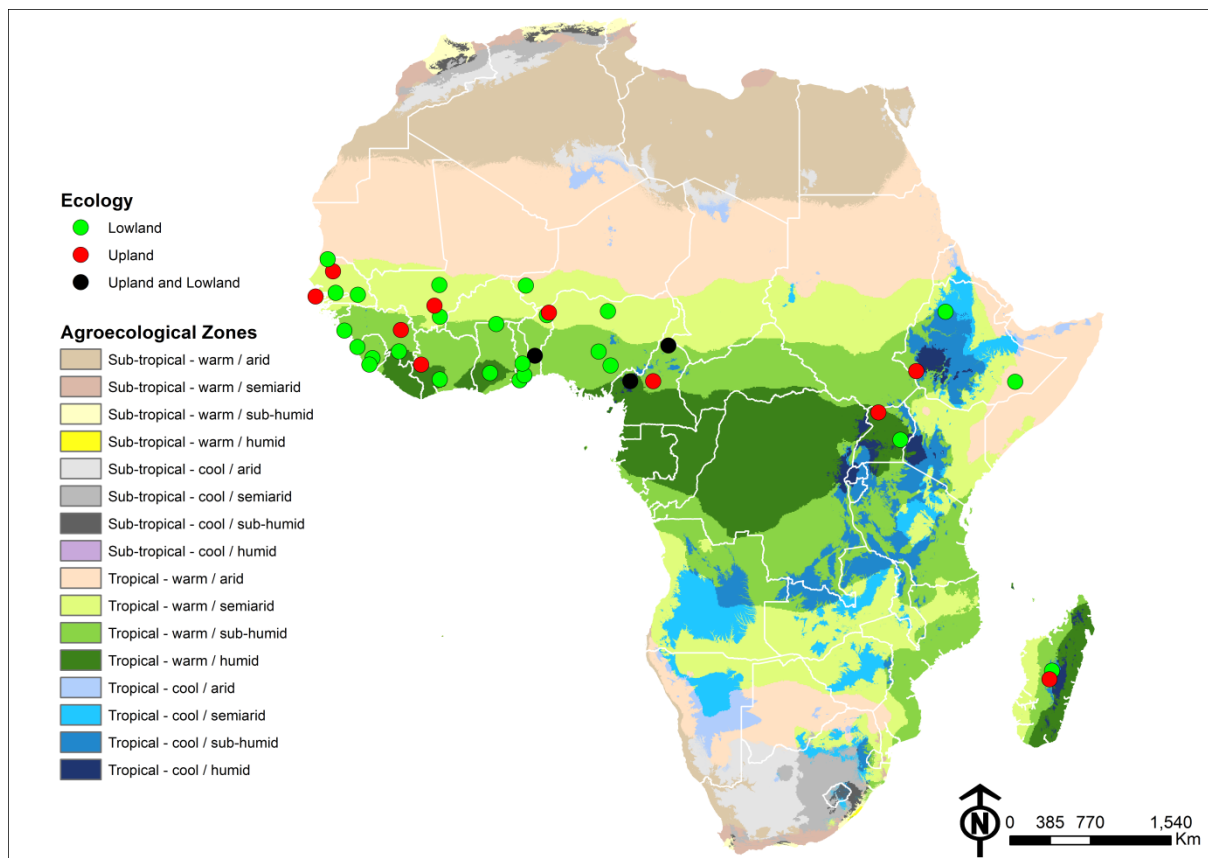 Ecology
Lowland
Upland
Upland and Lowland
Agroecological Zones
Sub-tropical - warm / arid
Sub-tropical - warm / semiarid
Sub-tropical - warm / sub-humid
Sub-tropical - warm / humid
Sub-tropical - cool / arid
Sub-tropical - cool / semiarid
Sub-tropical - cool / sub-humid
Sub-tropical - cool / humid
Tropical - warm / arid
Tropical - warm / semiarid
Tropical - warm / sub-humid
Tropical - warm / humid
Tropical - cool / arid
Tropical - cool / semiarid
Tropical - cool / sub-humid
Tropical - cool / humid
N
0 385 770 1,540
Km